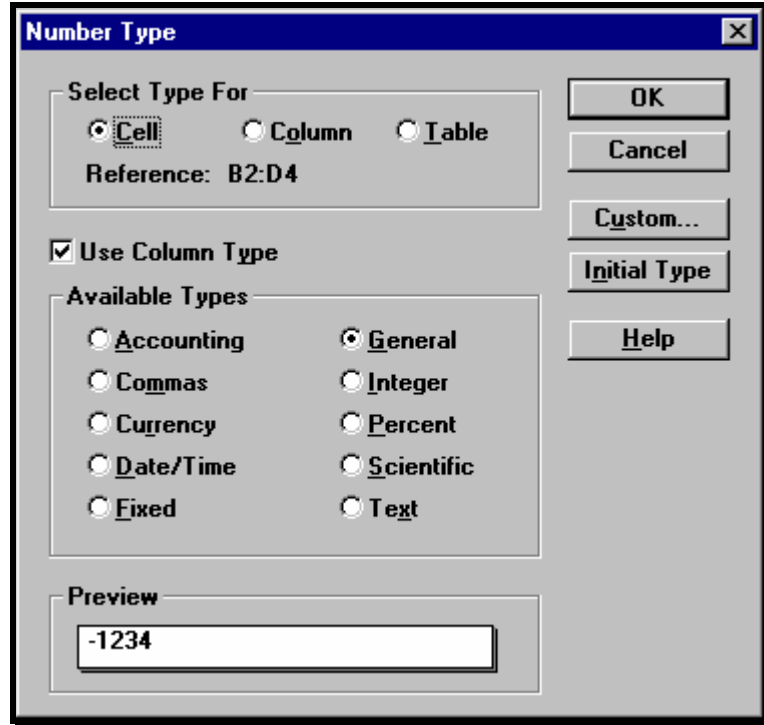 Number Type
Select Type For
Cell Column Table
Reference: B2:D4
OK
Cancel
Custom...
Initial Type
Help
Use Column Type
Available Types
Accounting General
Commas Integer
Currency Percent
Date/Time Scientific
Fixed Text
Preview
-1234